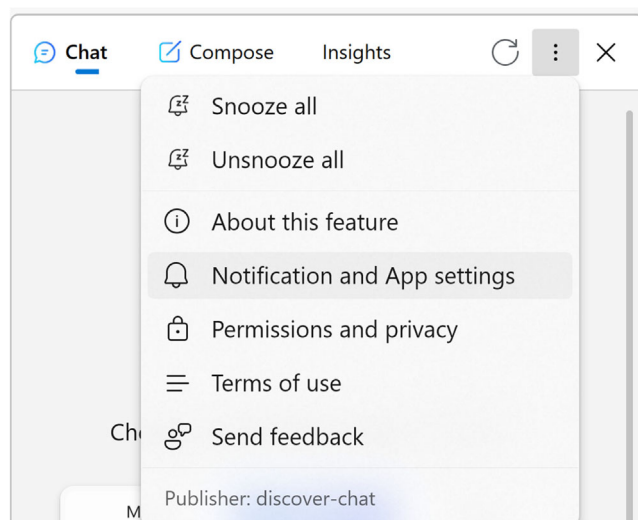 Chat Compose Insights
Snooze all
Unsnooze all
About this feature
Notification and App settings
Permissions and privacy
Terms of use
Send feedback
Publisher: discover-chat